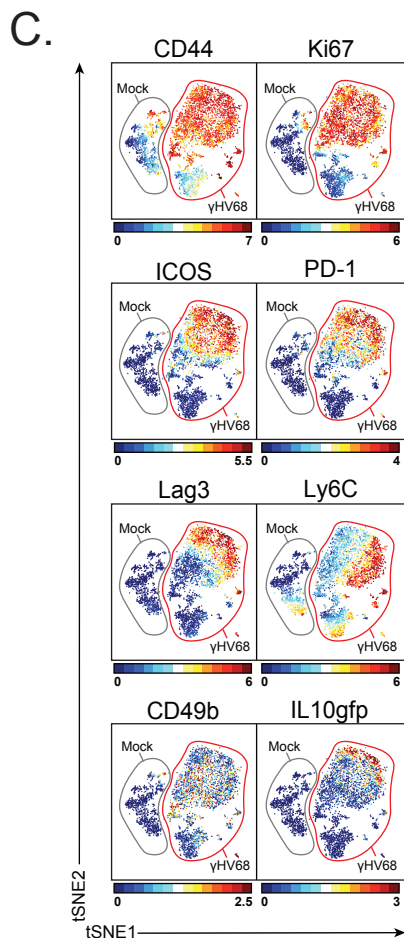 C.
CD44 Ki67
Mock
γHV68
γHV68
0 7 0 6
ICOS PD-1
Mock Mock
γHV68
γHV68
0 5.5 0 4
Lag3 Ly6C
Mock Mock
γHV68
γHV68
0 6 0 6
CD49b IL10gfp
Mock Mock
γHV68
γHV68
0 2.5 0 3
tSNE2
tSNE1